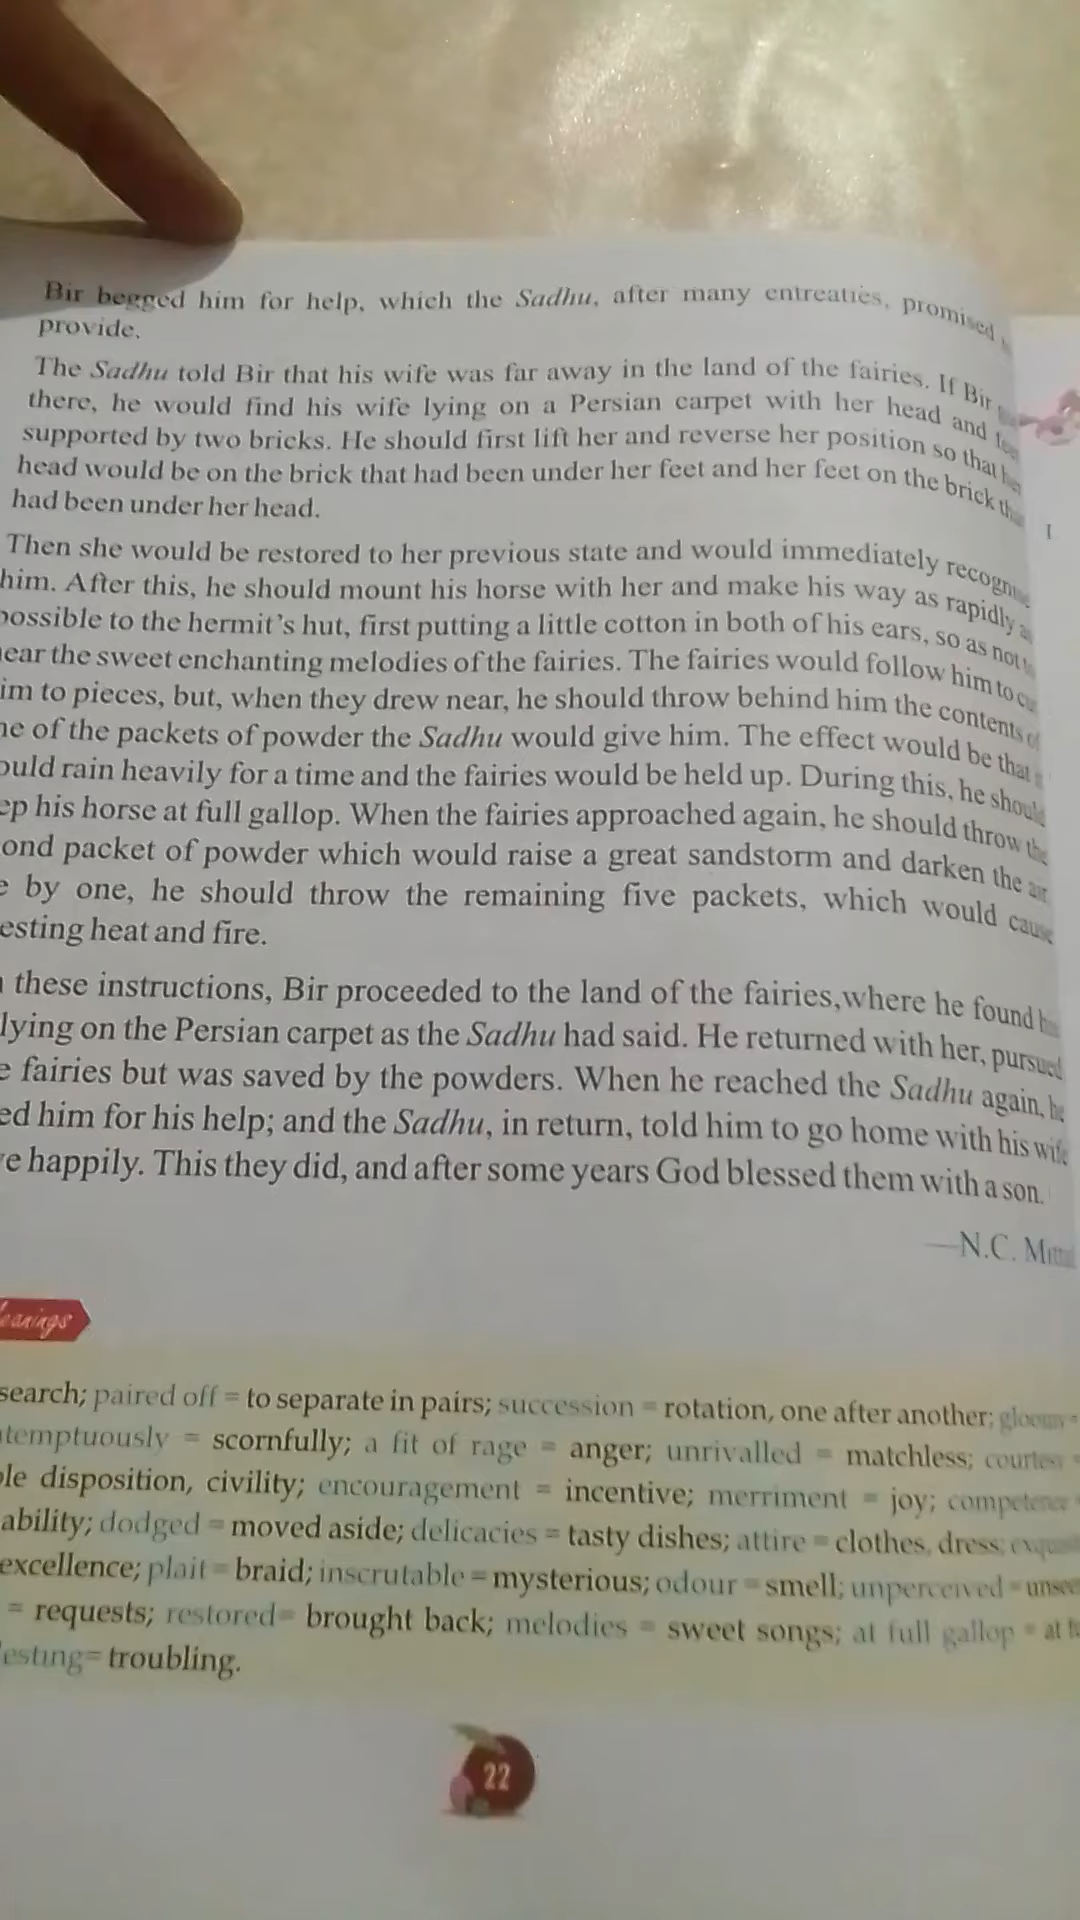 Bir begged him for help, which the Sadhu, after many entreaties, promised
provide.
The Sadhu told Bir that his wife was far away in the land of the fairies. If Bir
there, he would find his wife lying on a Persian carpet with her head and
supported by two bricks. He should first lift her and reverse her position so that her
head would be on the brick that had been under her feet and her feet on the brick
had been under her head.
Then she would be restored to her previous state and would immediately
him. After this, he should mount his horse with her and make his way as rapidly as
possible to the hermit's hut, first putting a little cotton in both of his ears, so as not to
ear the sweet enchanting melodies of the fairies. The fairies would follow him to
im to pieces, but, when they drew near, he should throw behind him the contents of
ne of the packets of powder the Sadhu would give him. The effect would be that
ould rain heavily for a time and the fairies would be held up. During this, he should
ep his horse at full gallop. When the fairies approached again, he should throw the
ond packet of powder which would raise a great sandstorm and darken the air.
e by one, he should throw the remaining five packets, which would cause
esting heat and fire.
these instructions, Bir proceeded to the land of the fairies, where he found his
lying on the Persian carpet as the Sadhu had said. He returned with her, pursued
e fairies but was saved by the powders. When he reached the Sadhu again, he
ed him for his help; and the Sadhu, in return, told him to go home with his wife
e happily. This they did, and after some years God blessed them with a son.
—N.C.
eanings
search; paired off = to separate in pairs; succession = rotation, one after another; gloomy =
temptuously = scornfully; a fit of rage = anger; unrivalled = matchless; courtesy =
le disposition, civility; encouragement = incentive; merriment = joy; competence =
ability; dodged = moved aside; delicacies = tasty dishes; attire = clothes, dress;
excellence; plait = braid; inscrutable = mysterious; odour = smell; unperceived =
= requests; restored = brought back; melodies = sweet songs; at full gallop = at
esting = troubling.
22